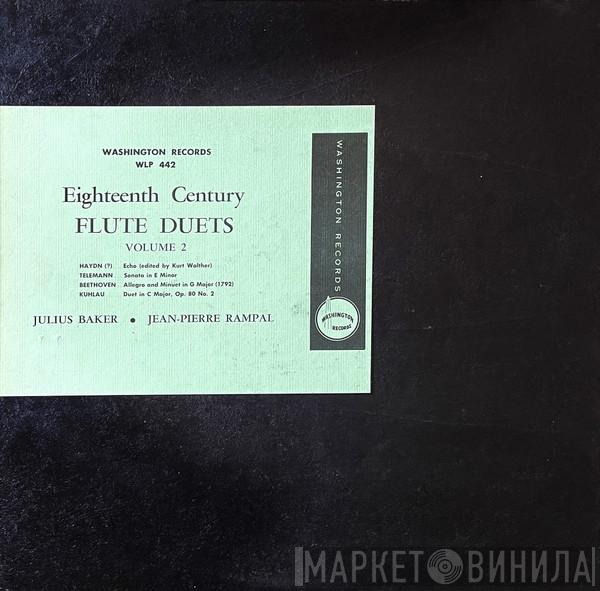 WASHINGTON RECORDS
WLP 442
Eighteenth Century
FLUTE DUETS
VOLUME 2
HAYDN (?) Echo (edited by Kurt Walther)
TELEMANN Sonata in E Minor
BEETHOVEN Allegro and Minuet in G Major (1792)
KUHLAU Duet in C Major, Op. 80 No. 2
JULIUS BAKER • JEAN-PIERRE RAMPAL
WASHINGTON RECORDS
WASHINGTON
RECORDS
МАРКЕТ ВИНИЛА